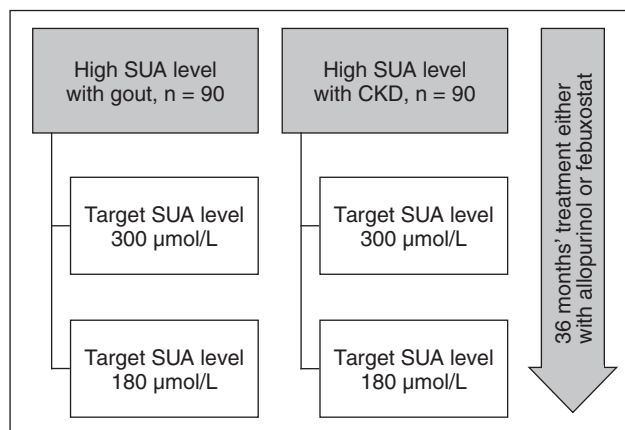 High SUA level
with gout, n = 90
High SUA level
with CKD, n = 90
Target SUA level
300 µmol/L
Target SUA level
300 µmol/L
Target SUA level
180 µmol/L
Target SUA level
180 µmol/L
36 months’ treatment either
with allopurinol or febuxostat